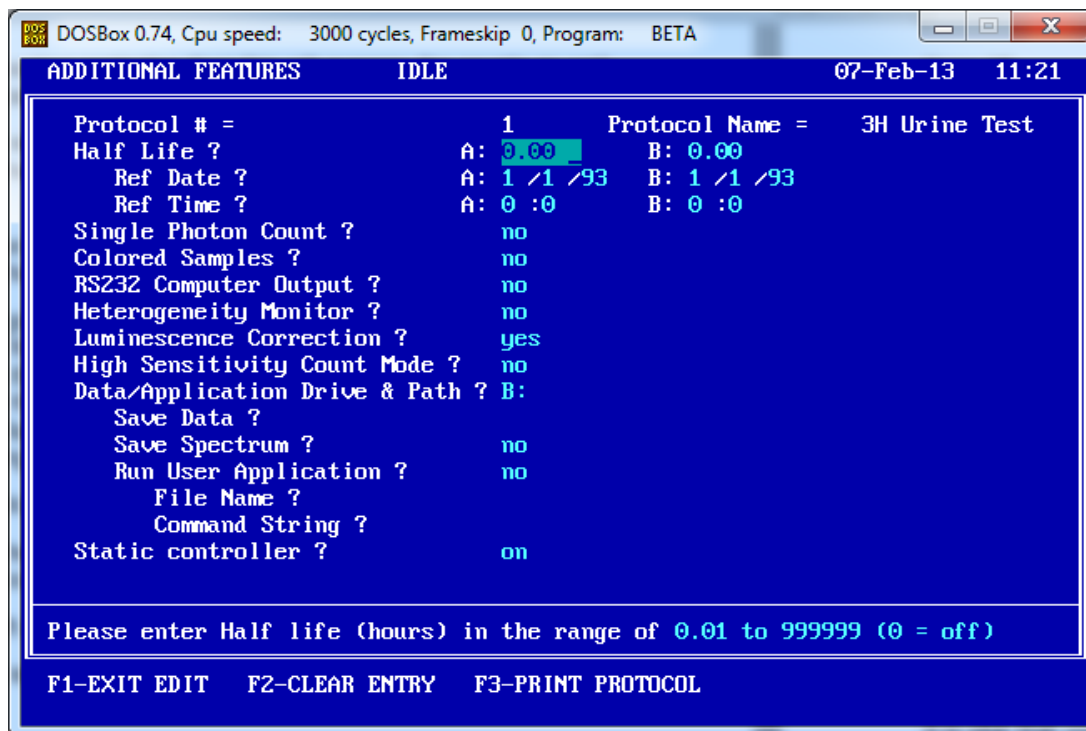 DOSBox 0.74, Cpu speed: 3000 cycles, Frameskip 0, Program: BETA
ADDITIONAL FEATURES IDLE 07-Feb-13 11:21
Protocol # = 1 Protocol Name = 3H Urine Test
Half Life ? A: 0.00 _ B: 0.00
Ref Date ? A: 1 /1 /93 B: 1 /1 /93
Ref Time ? A: 0 :0 B: 0 :0
Single Photon Count ? no
Colored Samples ? no
RS232 Computer Output ? no
Heterogeneity Monitor ? no
Luminescence Correction ? yes
High Sensitivity Count Mode ? no
Data/Application Drive & Path ? B:
Save Data ?
Save Spectrum ? no
Run User Application ? no
File Name ?
Command String ?
Static controller ? on
Please enter Half life (hours) in the range of 0.01 to 999999 (0 = off)
F1-EXIT EDIT F2-CLEAR ENTRY F3-PRINT PROTOCOL